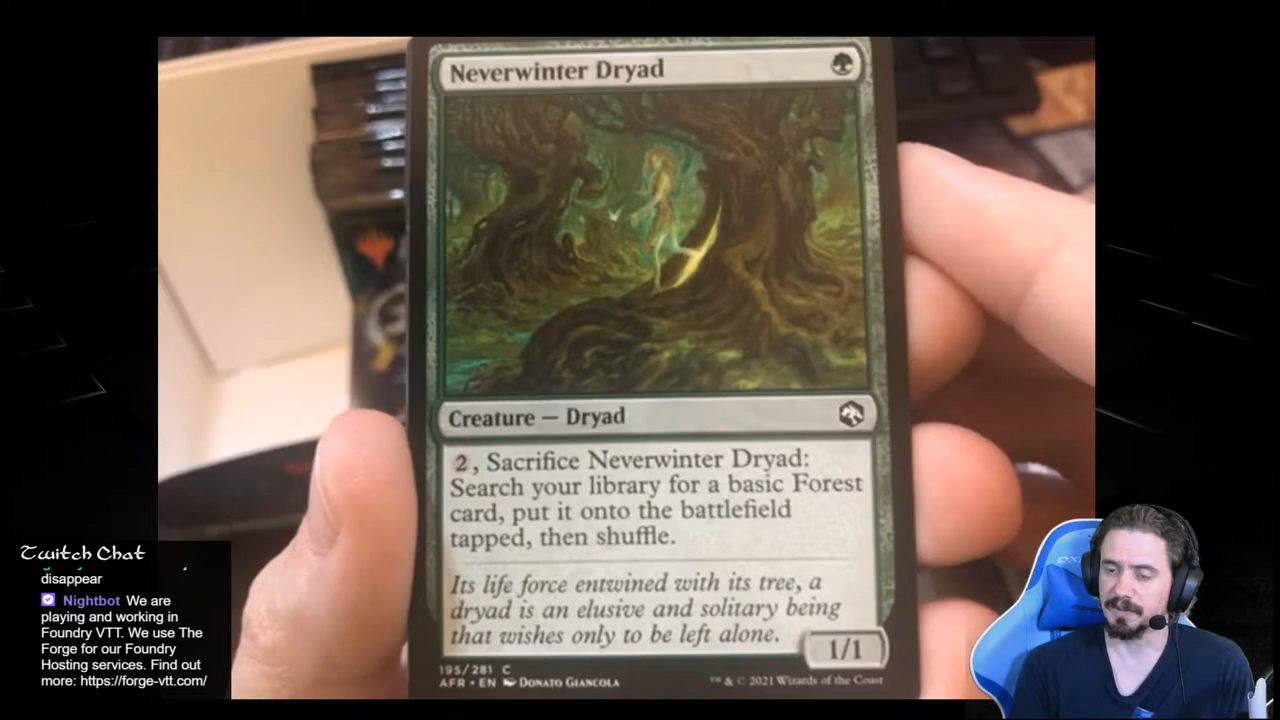 Neverwinter Dryad
Creature — Dryad
2, Sacrifice Neverwinter Dryad:
Search your library for a basic Forest
card, put it onto the battlefield
tapped, then shuffle.
Its life force entwined with its tree, a
dryad is an elusive and solitary being
that wishes only to be left alone.
1/1
195/281 C
AFR • EN Donato Giancola
™ & © 2021 Wizards of the Coast
Twitch Chat
disappear
Nightbot We are
playing and working in
Foundry VTT. We use The
Forge for our Foundry
Hosting services. Find out
more: https://forge-vtt.com/